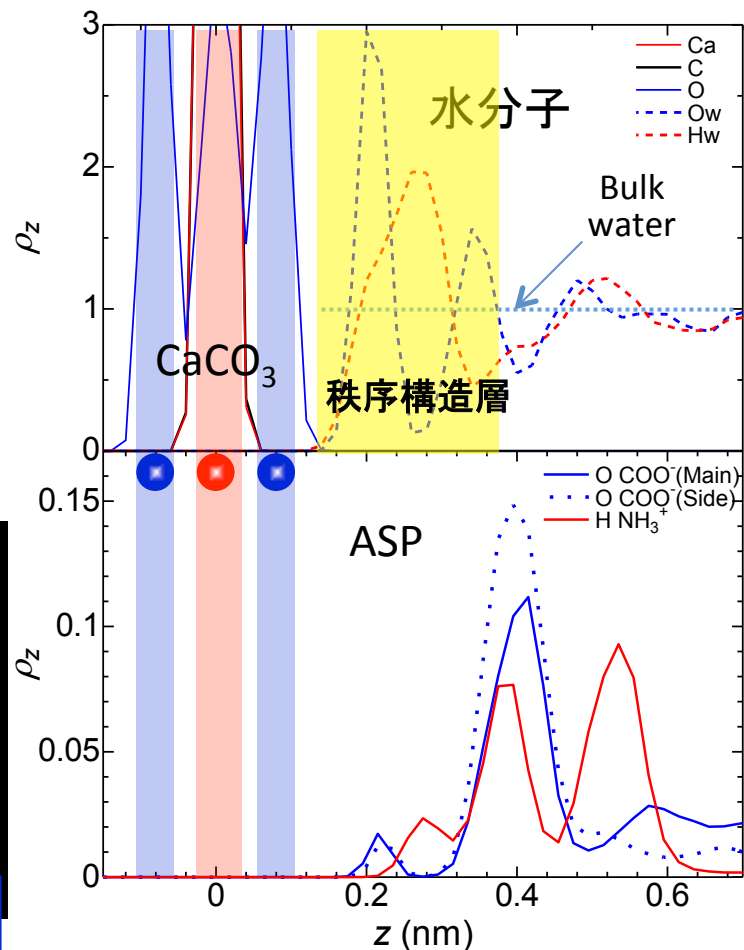 3
2
1
0
ρz
Ca
C
O
Ow
Hw
水分子
Bulk
water
CaCO₃
秩序構造層
0.15
0.1
0.05
0
ρz
O COO⁻(Main)
O COO⁻(Side)
H NH₃⁺
ASP
0 0.2 0.4 0.6
z (nm)